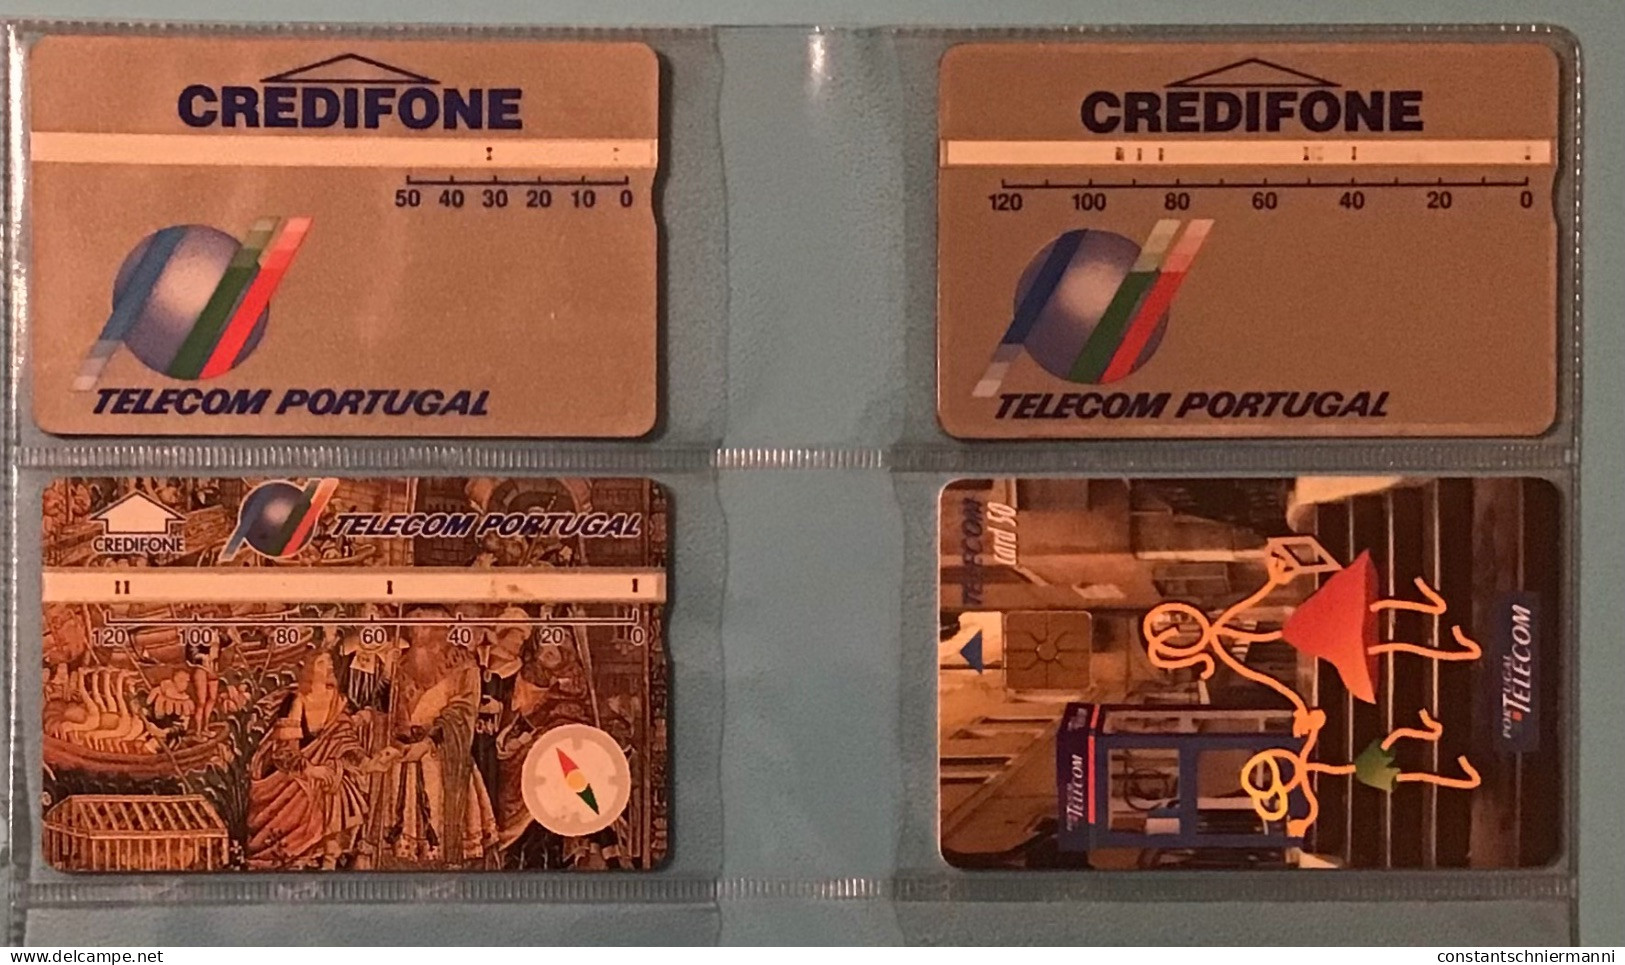 CREDIFONE
50 40 30 20 10 0
TELECOM PORTUGAL
CREDIFONE
120 100 80 60 40 20 0
TELECOM PORTUGAL
CREDIFONE
TELECOM PORTUGAL
120 100 80 60 40 20 0
TELECOM
card 50
PORTUGAL
TELECOM
PORTUGAL
TELECOM
delcampe.net
constantschniermanni